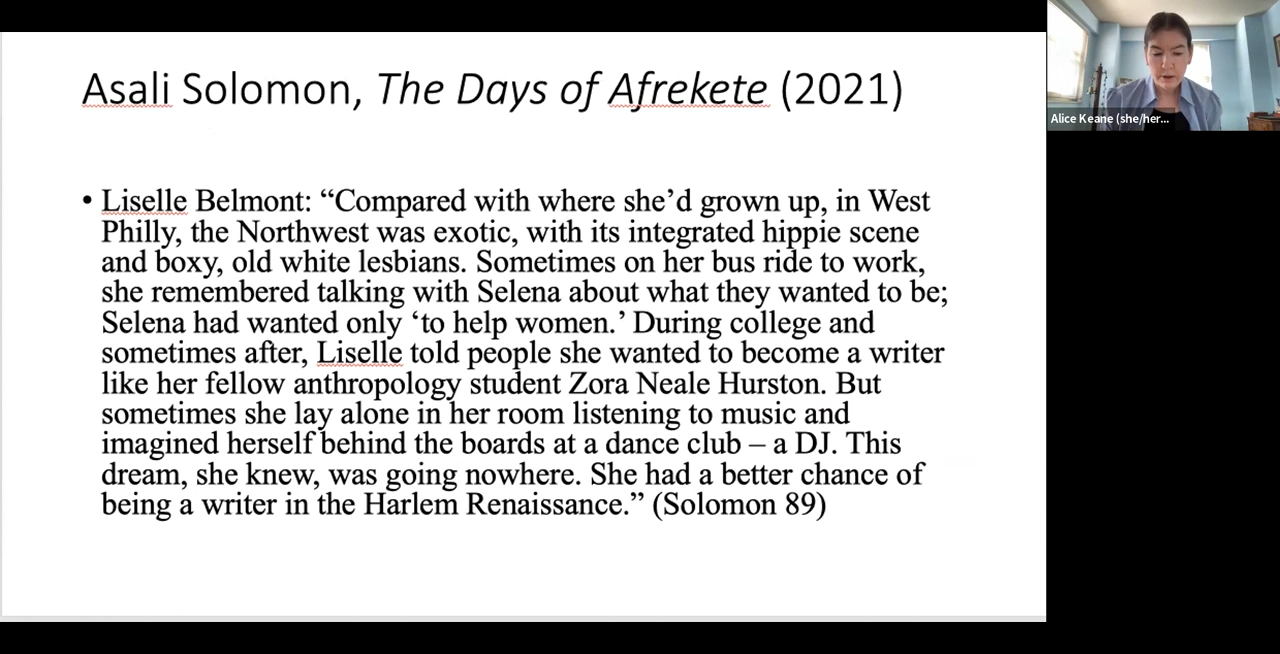 Asali Solomon, The Days of Afrekete (2021)
• Liselle Belmont: “Compared with where she’d grown up, in West
Philly, the Northwest was exotic, with its integrated hippie scene
and boxy, old white lesbians. Sometimes on her bus ride to work,
she remembered talking with Selena about what they wanted to be;
Selena had wanted only ‘to help women.’ During college and
sometimes after, Liselle told people she wanted to become a writer
like her fellow anthropology student Zora Neale Hurston. But
sometimes she lay alone in her room listening to music and
imagined herself behind the boards at a dance club – a DJ. This
dream, she knew, was going nowhere. She had a better chance of
being a writer in the Harlem Renaissance.” (Solomon 89)
Alice Keane (she/her...